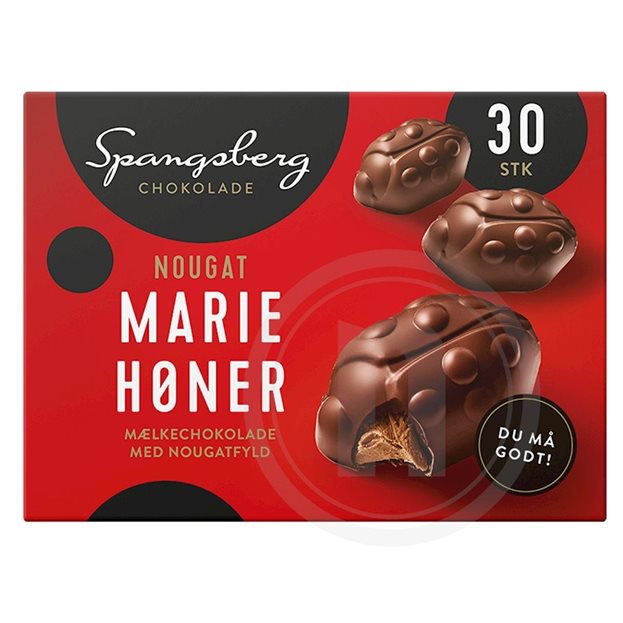 Spangsberg
CHOKOLADE
30
STK
NOUGAT
MARIE
HØNER
MÆLKECHOKOLADE
MED NOUGATFYLD
DU MÅ
GODT!